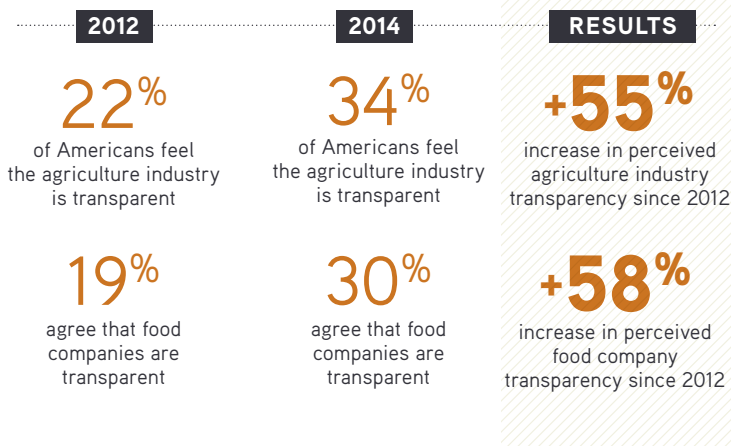 2012
2014
RESULTS
22%
of Americans feel
the agriculture industry
is transparent
34%
of Americans feel
the agriculture industry
is transparent
+55%
increase in perceived
agriculture industry
transparency since 2012
19%
agree that food
companies are
transparent
30%
agree that food
companies are
transparent
+58%
increase in perceived
food company
transparency since 2012